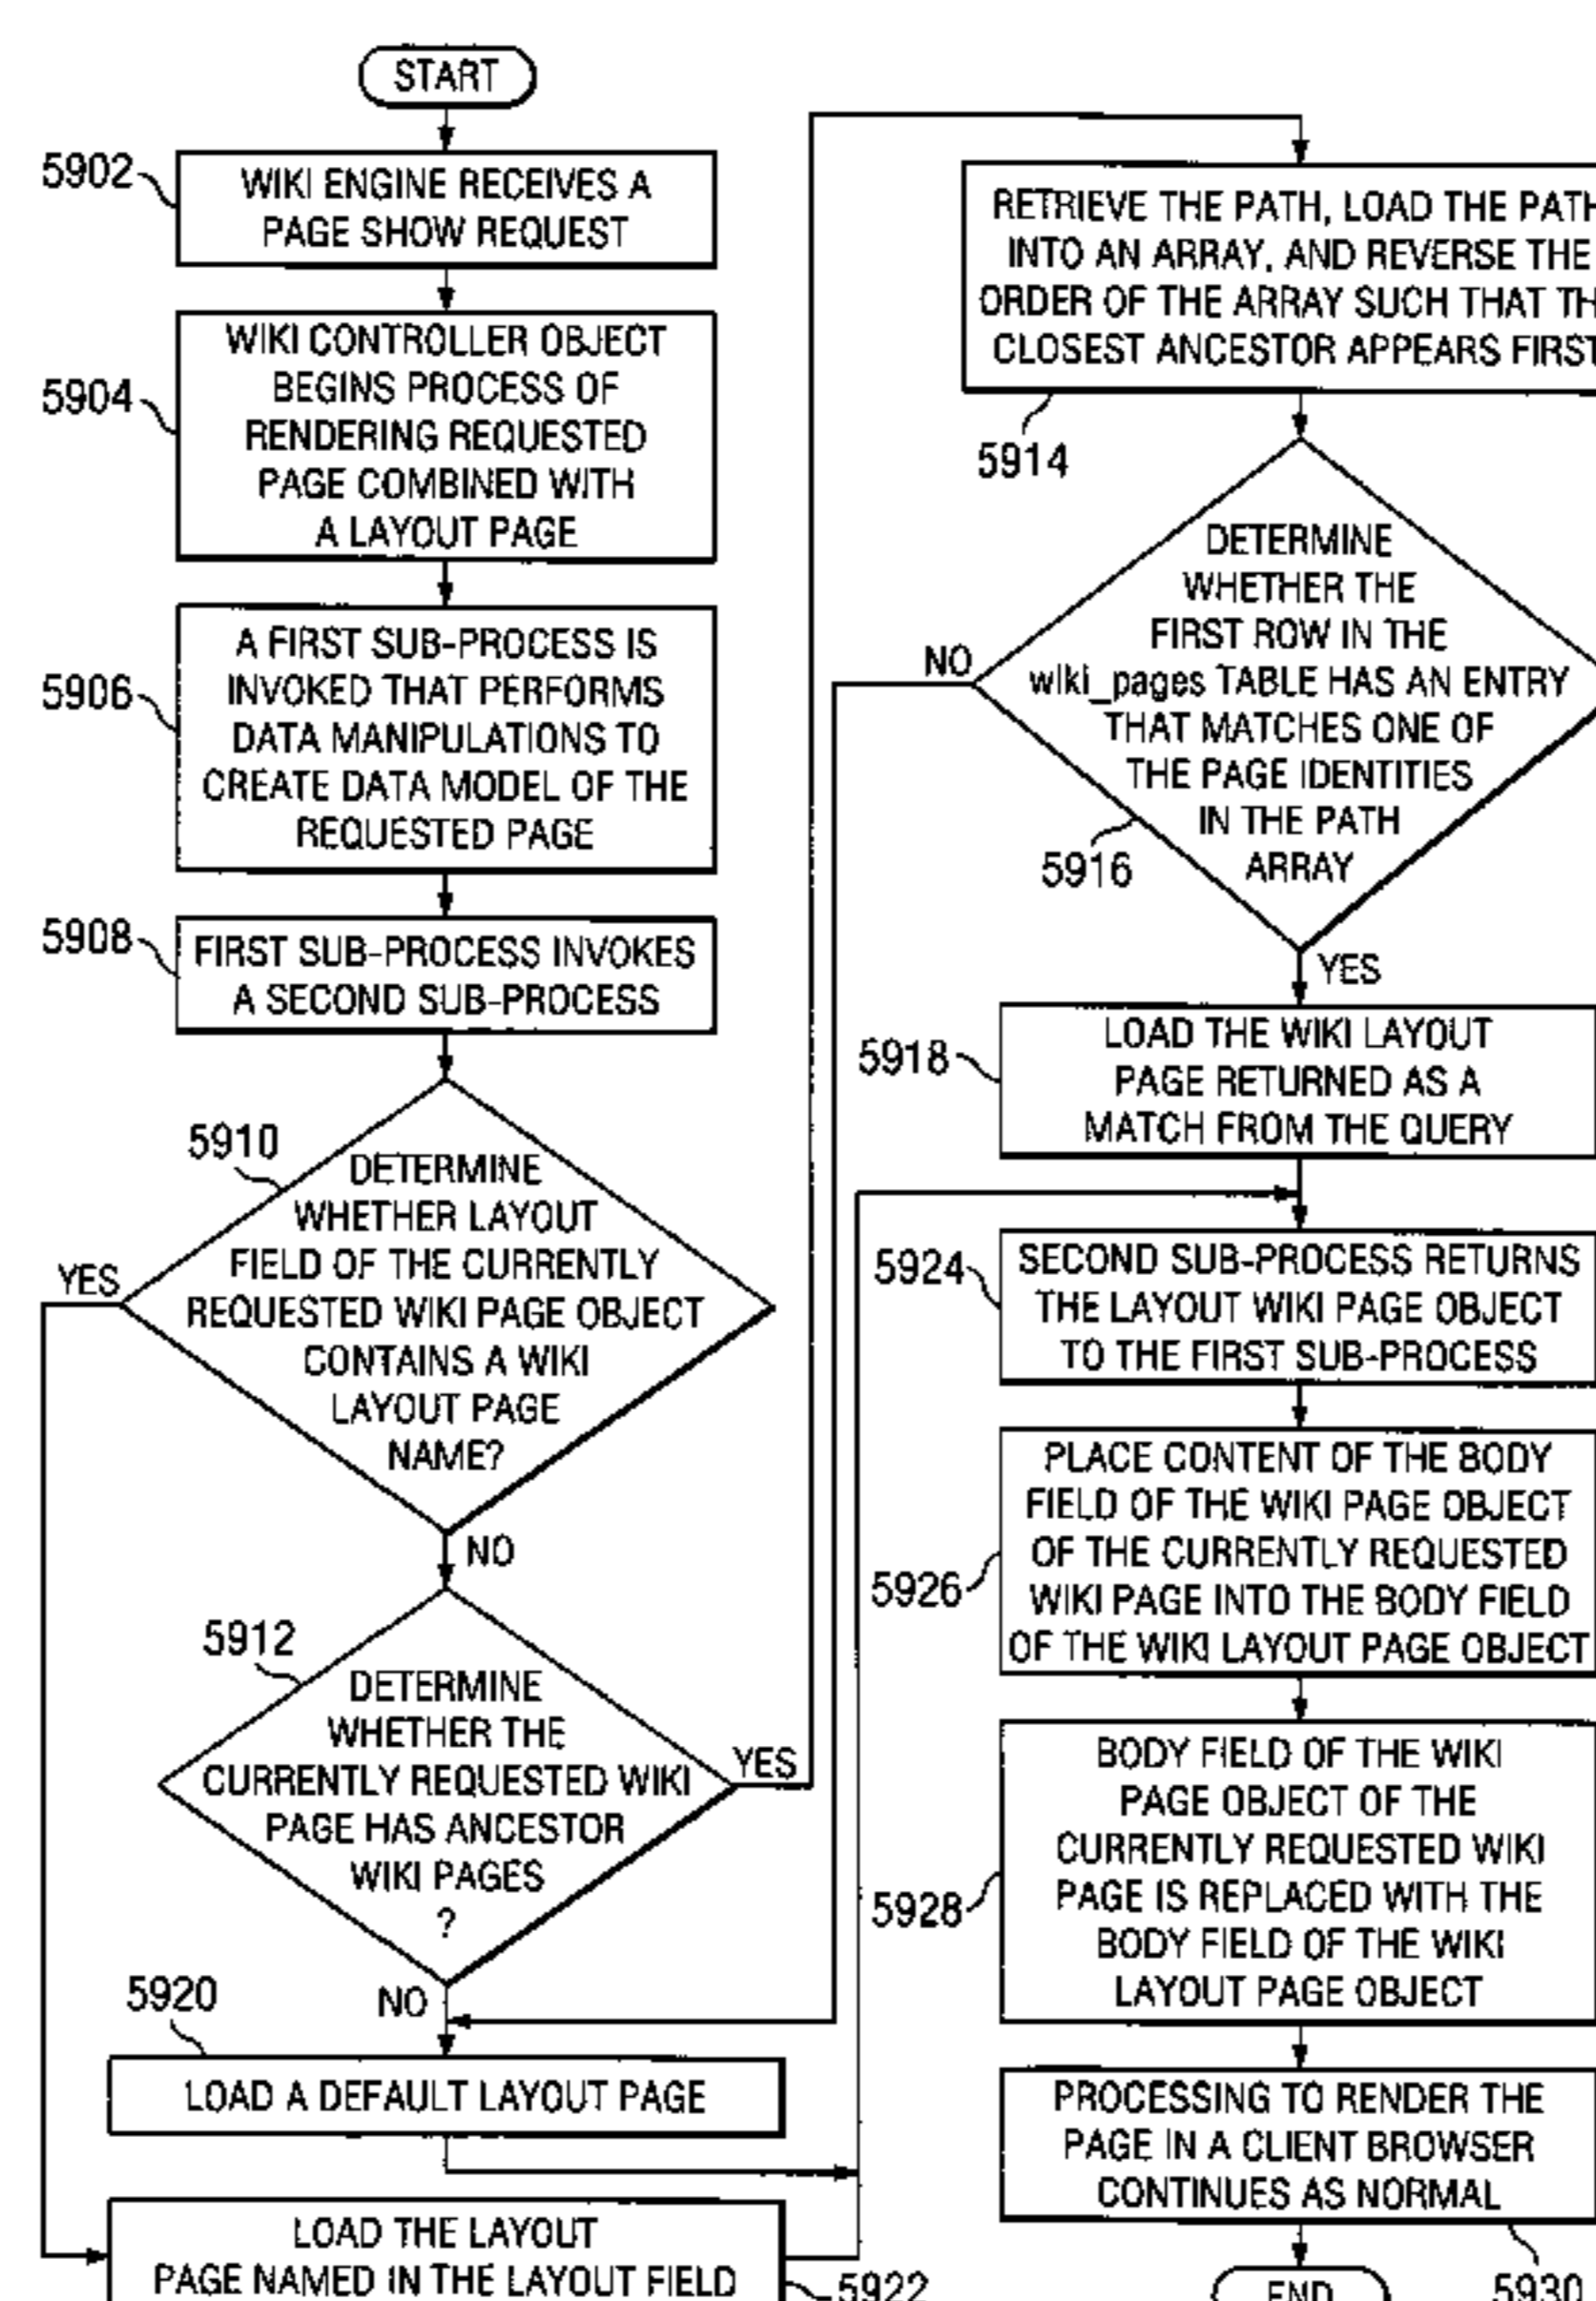 START
5902
WIKI ENGINE RECEIVES A
PAGE SHOW REQUEST
5904
WIKI CONTROLLER OBJECT
BEGINS PROCESS OF
RENDERING REQUESTED
PAGE COMBINED WITH
A LAYOUT PAGE
5906
A FIRST SUB-PROCESS IS
INVOKED THAT PERFORMS
DATA MANIPULATIONS TO
CREATE DATA MODEL OF THE
REQUESTED PAGE
5908
FIRST SUB-PROCESS INVOKES
A SECOND SUB-PROCESS
5910
DETERMINE
WHETHER LAYOUT
FIELD OF THE CURRENTLY
REQUESTED WIKI PAGE OBJECT
CONTAINS A WIKI
LAYOUT PAGE
NAME?
YES
NO
5912
DETERMINE
WHETHER THE
CURRENTLY REQUESTED WIKI
PAGE HAS ANCESTOR
WIKI PAGES
?
YES
NO
5920
LOAD A DEFAULT LAYOUT PAGE
LOAD THE LAYOUT
PAGE NAMED IN THE LAYOUT FIELD
5922
RETRIEVE THE PATH, LOAD THE PATH
INTO AN ARRAY, AND REVERSE THE
ORDER OF THE ARRAY SUCH THAT TH
CLOSEST ANCESTOR APPEARS FIRST
5914
DETERMINE
WHETHER THE
FIRST ROW IN THE
wiki_pages TABLE HAS AN ENTRY
THAT MATCHES ONE OF
THE PAGE IDENTITIES
IN THE PATH
ARRAY
NO
5916
YES
5918
LOAD THE WIKI LAYOUT
PAGE RETURNED AS A
MATCH FROM THE QUERY
5924
SECOND SUB-PROCESS RETURNS
THE LAYOUT WIKI PAGE OBJECT
TO THE FIRST SUB-PROCESS
5926
PLACE CONTENT OF THE BODY
FIELD OF THE WIKI PAGE OBJECT
OF THE CURRENTLY REQUESTED
WIKI PAGE INTO THE BODY FIELD
OF THE WIKI LAYOUT PAGE OBJECT
5928
BODY FIELD OF THE WIKI
PAGE OBJECT OF THE
CURRENTLY REQUESTED WIKI
PAGE IS REPLACED WITH THE
BODY FIELD OF THE WIKI
LAYOUT PAGE OBJECT
PROCESSING TO RENDER THE
PAGE IN A CLIENT BROWSER
CONTINUES AS NORMAL
5930
END